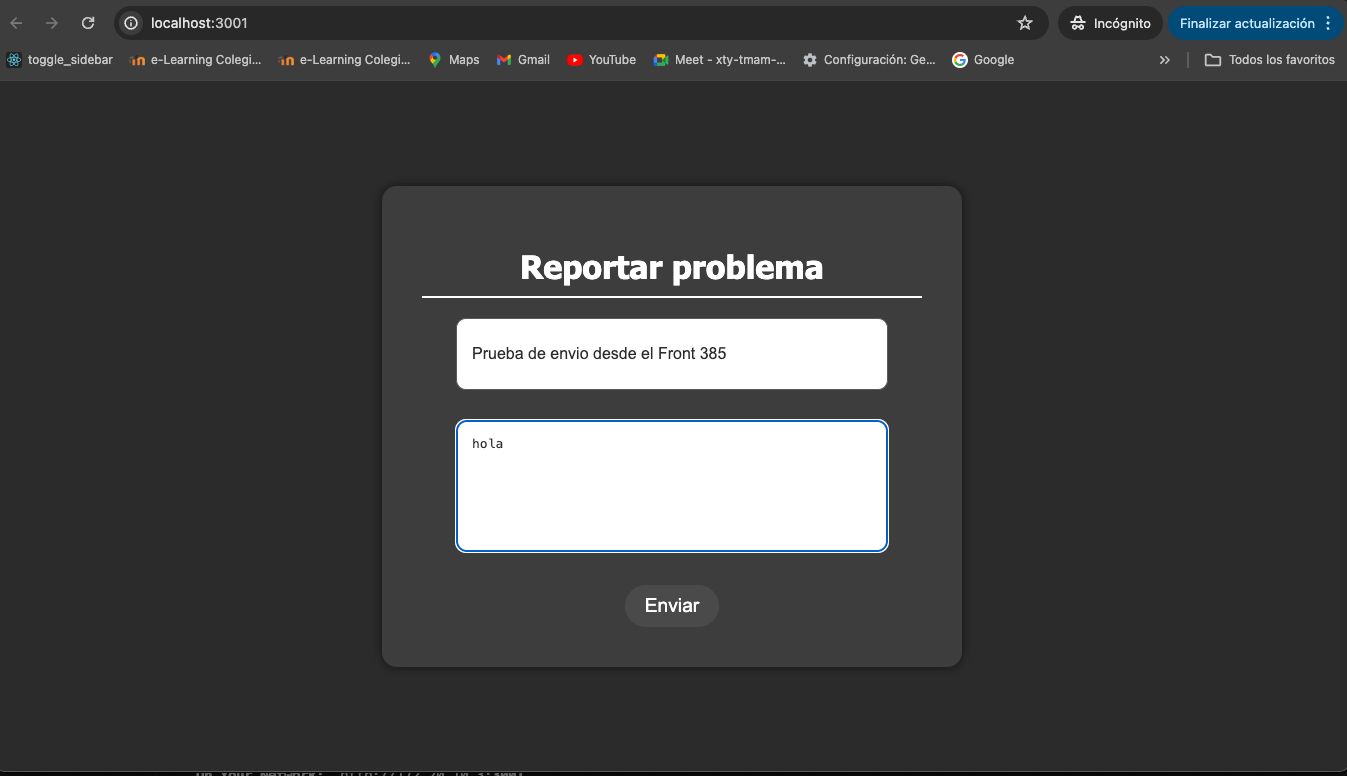 localhost:3001
Incógnito
Finalizar actualización
toggle_sidebar
e-Learning Colegi...
e-Learning Colegi...
Maps
Gmail
YouTube
Meet - xty-tmam-...
Configuración: Ge...
Google
Todos los favoritos
Reportar problema
Prueba de envio desde el Front 385
hola
Enviar